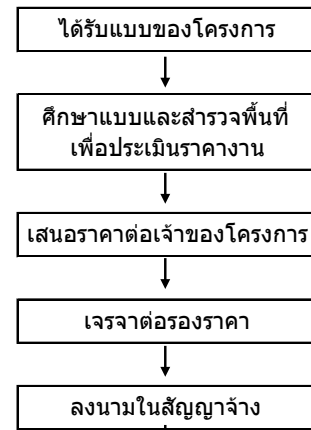 ได้รับแบบของโครงการ
ศึกษาแบบและสำรวจพื้นที่
เพื่อประเมินราคางาน
เสนอราคาต่อเจ้าของโครงการ
เจรจาต่อรองราคา
ลงนามในสัญญาจ้าง